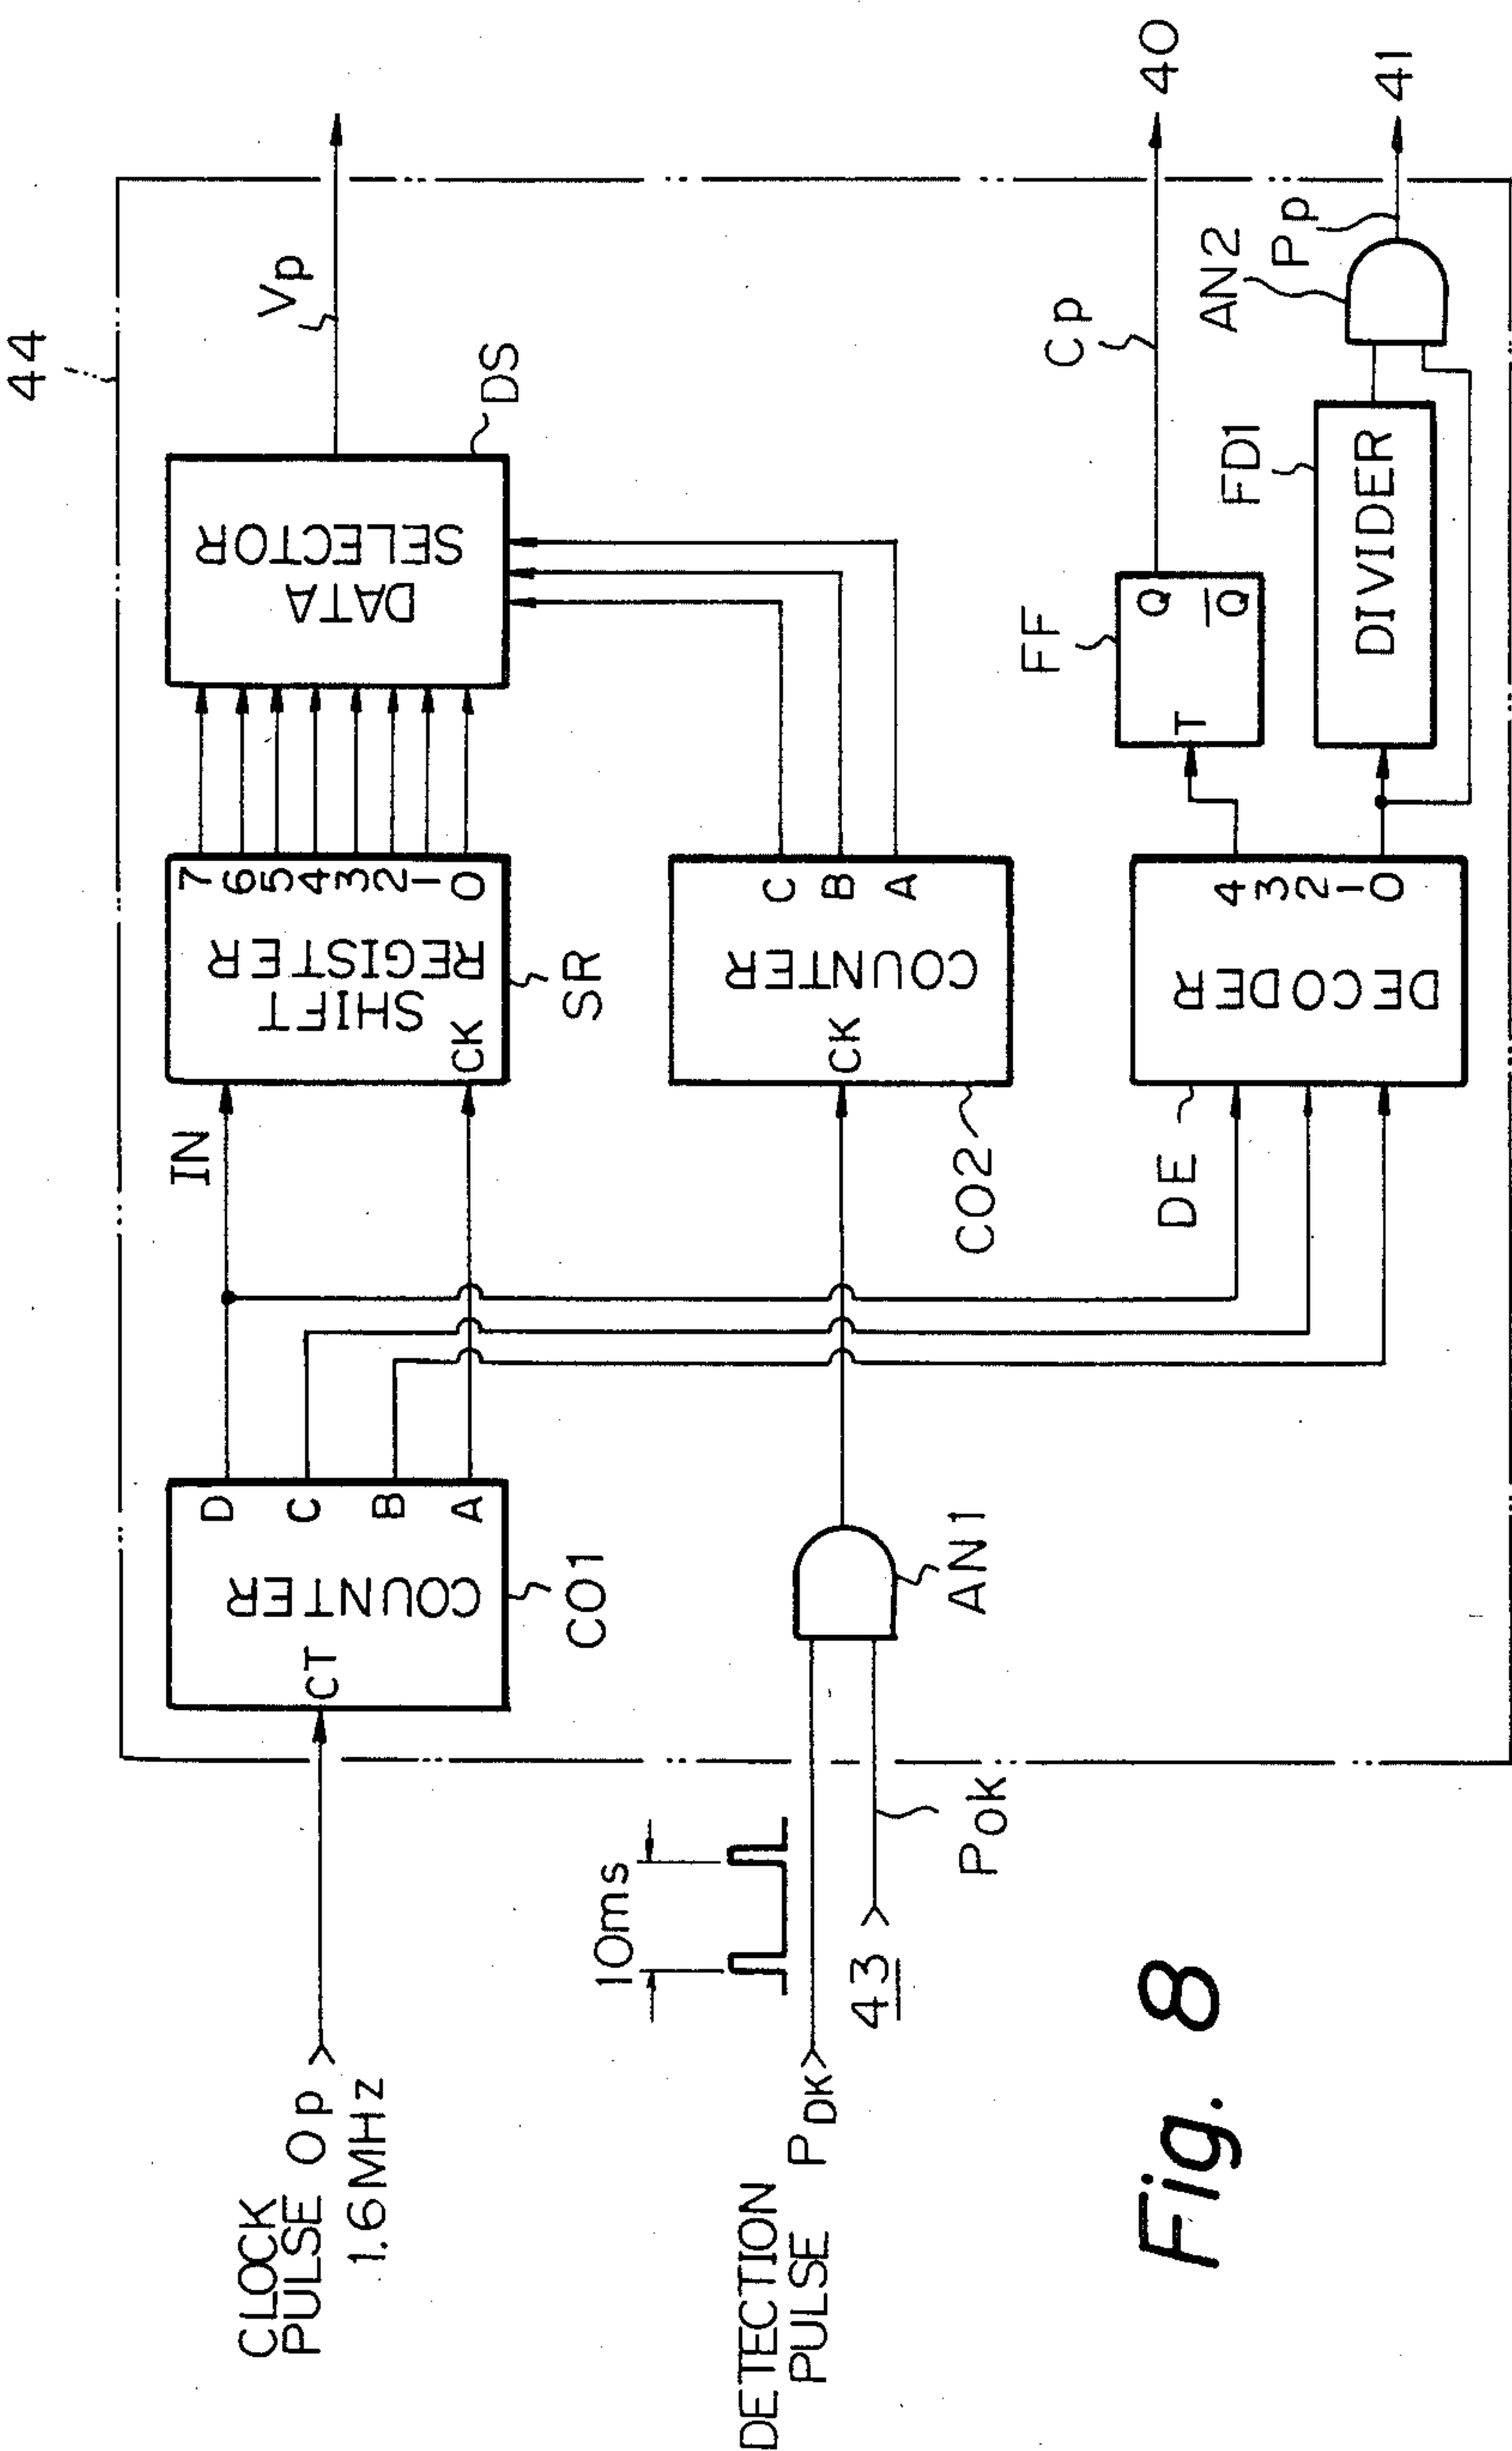 44
CLOCK
PULSE Op
1.6MHz
CT
COUNTER
D
C
B
A
CO1
IN
SHIFT
REGISTER
CK
7
6
5
4
3
2
1
0
SR
DATA
SELECTOR
DS
Vp
DETECTION
PULSE PDK
10ms
43
POK
AN1
CK
COUNTER
C
B
A
CO2
DE
DECODER
4
3
2
1
0
FF
T
Q
Q̅
Cp
40
FD1
DIVIDER
AN2
Pp
41
Fig. 8